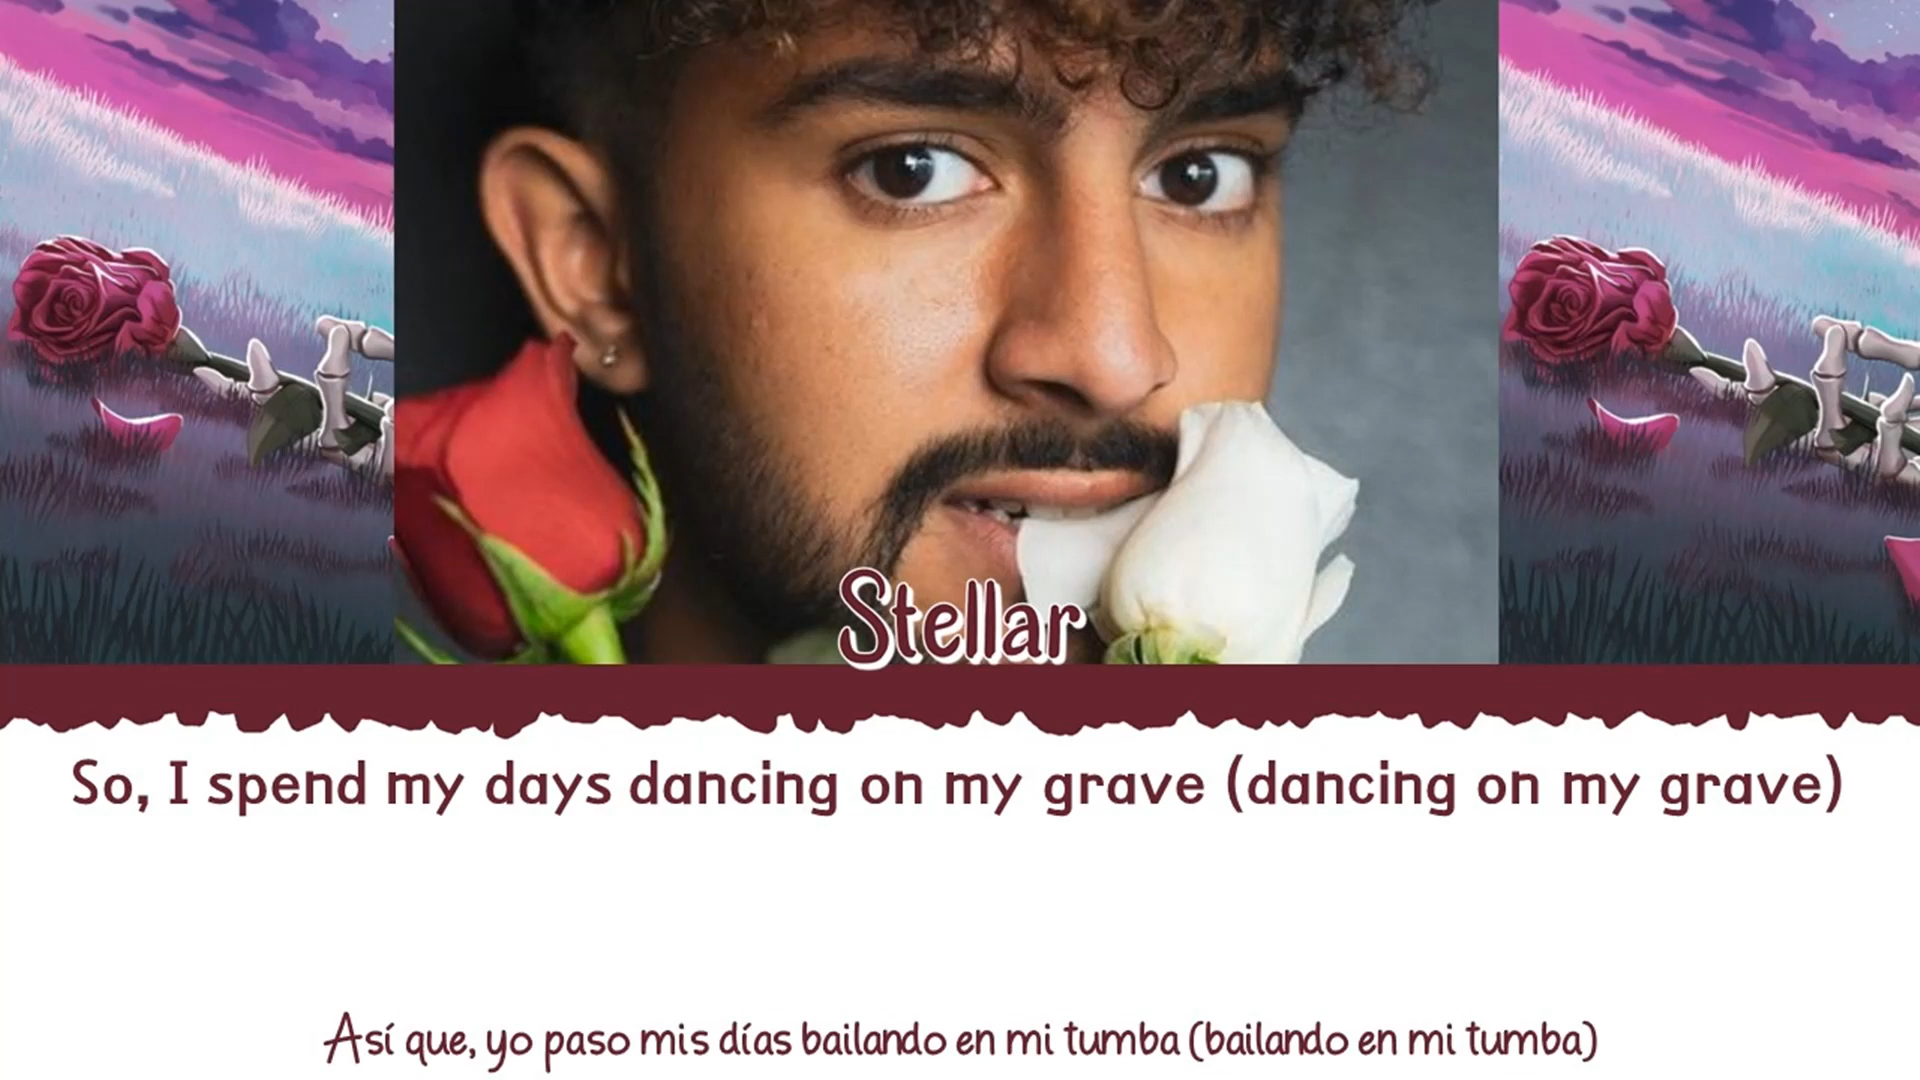 Stellar
So, I spend my days dancing on my grave (dancing on my grave)
Así que, yo paso mis días bailando en mi tumba (bailando en mi tumba)